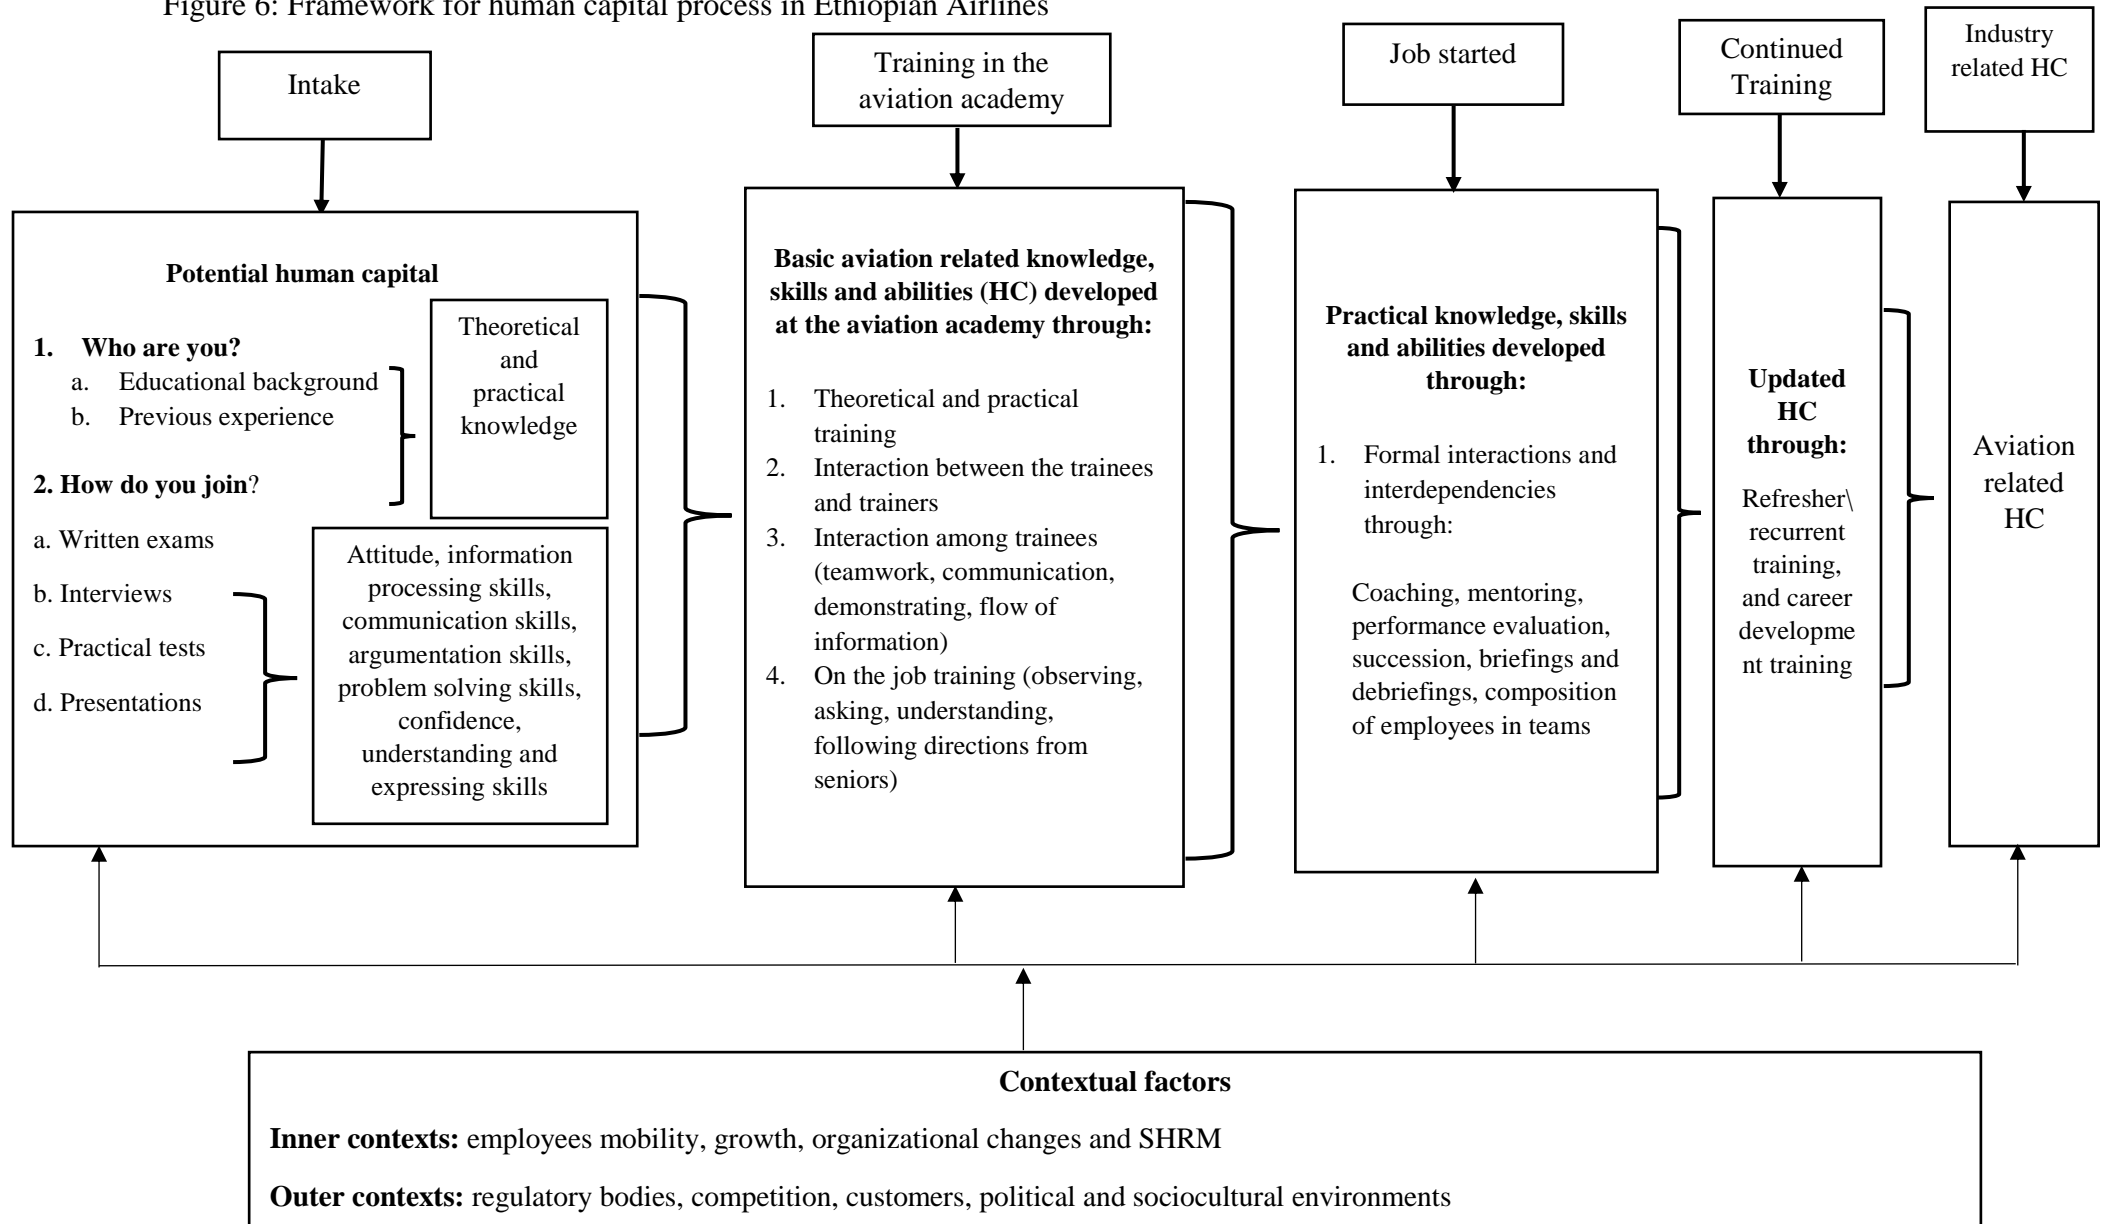 Figure 6: Framework for human capital process in Ethiopian Airlines
Intake
Training in the
aviation academy
Job started
Continued
Training
Industry
related HC
Potential human capital
1. Who are you?
a. Educational background
b. Previous experience
Theoretical
and
practical
knowledge
2. How do you join?
a. Written exams
b. Interviews
c. Practical tests
d. Presentations
Attitude, information
processing skills,
communication skills,
argumentation skills,
problem solving skills,
confidence,
understanding and
expressing skills
Basic aviation related knowledge,
skills and abilities (HC) developed
at the aviation academy through:
1. Theoretical and practical
training
2. Interaction between the trainees
and trainers
3. Interaction among trainees
(teamwork, communication,
demonstrating, flow of
information)
4. On the job training (observing,
asking, understanding,
following directions from
seniors)
Practical knowledge, skills
and abilities developed
through:
1. Formal interactions and
interdependencies
through:
Coaching, mentoring,
performance evaluation,
succession, briefings and
debriefings, composition
of employees in teams
Updated
HC
through:
Refresher\
recurrent
training,
and career
developme
nt training
Aviation
related
HC
Contextual factors
Inner contexts: employees mobility, growth, organizational changes and SHRM
Outer contexts: regulatory bodies, competition, customers, political and sociocultural environments